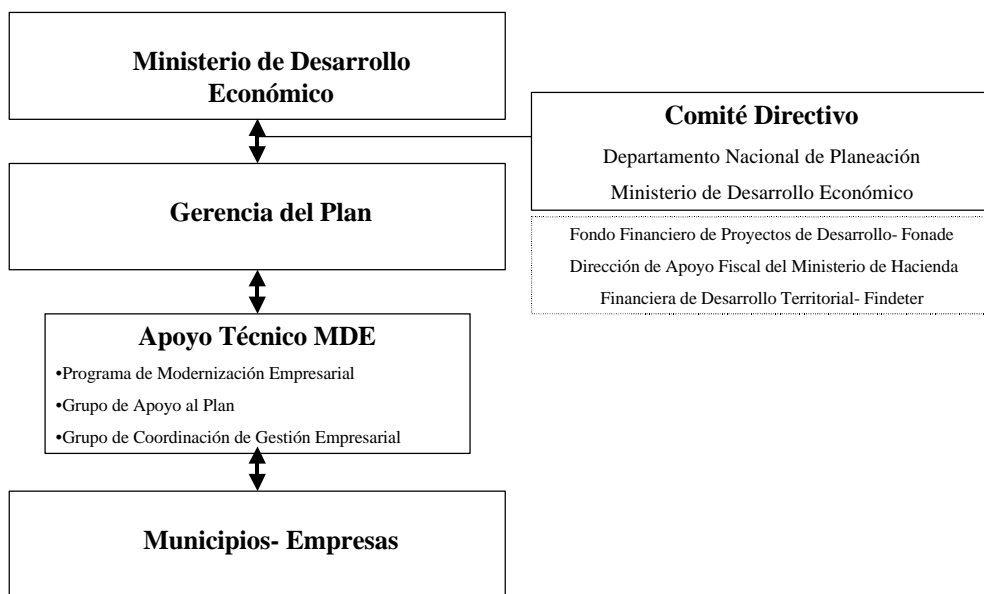 Ministerio de Desarrollo
Económico
Comité Directivo
Departamento Nacional de Planeación
Ministerio de Desarrollo Económico
Fondo Financiero de Proyectos de Desarrollo- Fonade
Dirección de Apoyo Fiscal del Ministerio de Hacienda
Financiera de Desarrollo Territorial- Findeter
Gerencia del Plan
Apoyo Técnico MDE
•Programa de Modernización Empresarial
•Grupo de Apoyo al Plan
•Grupo de Coordinación de Gestión Empresarial
Municipios- Empresas